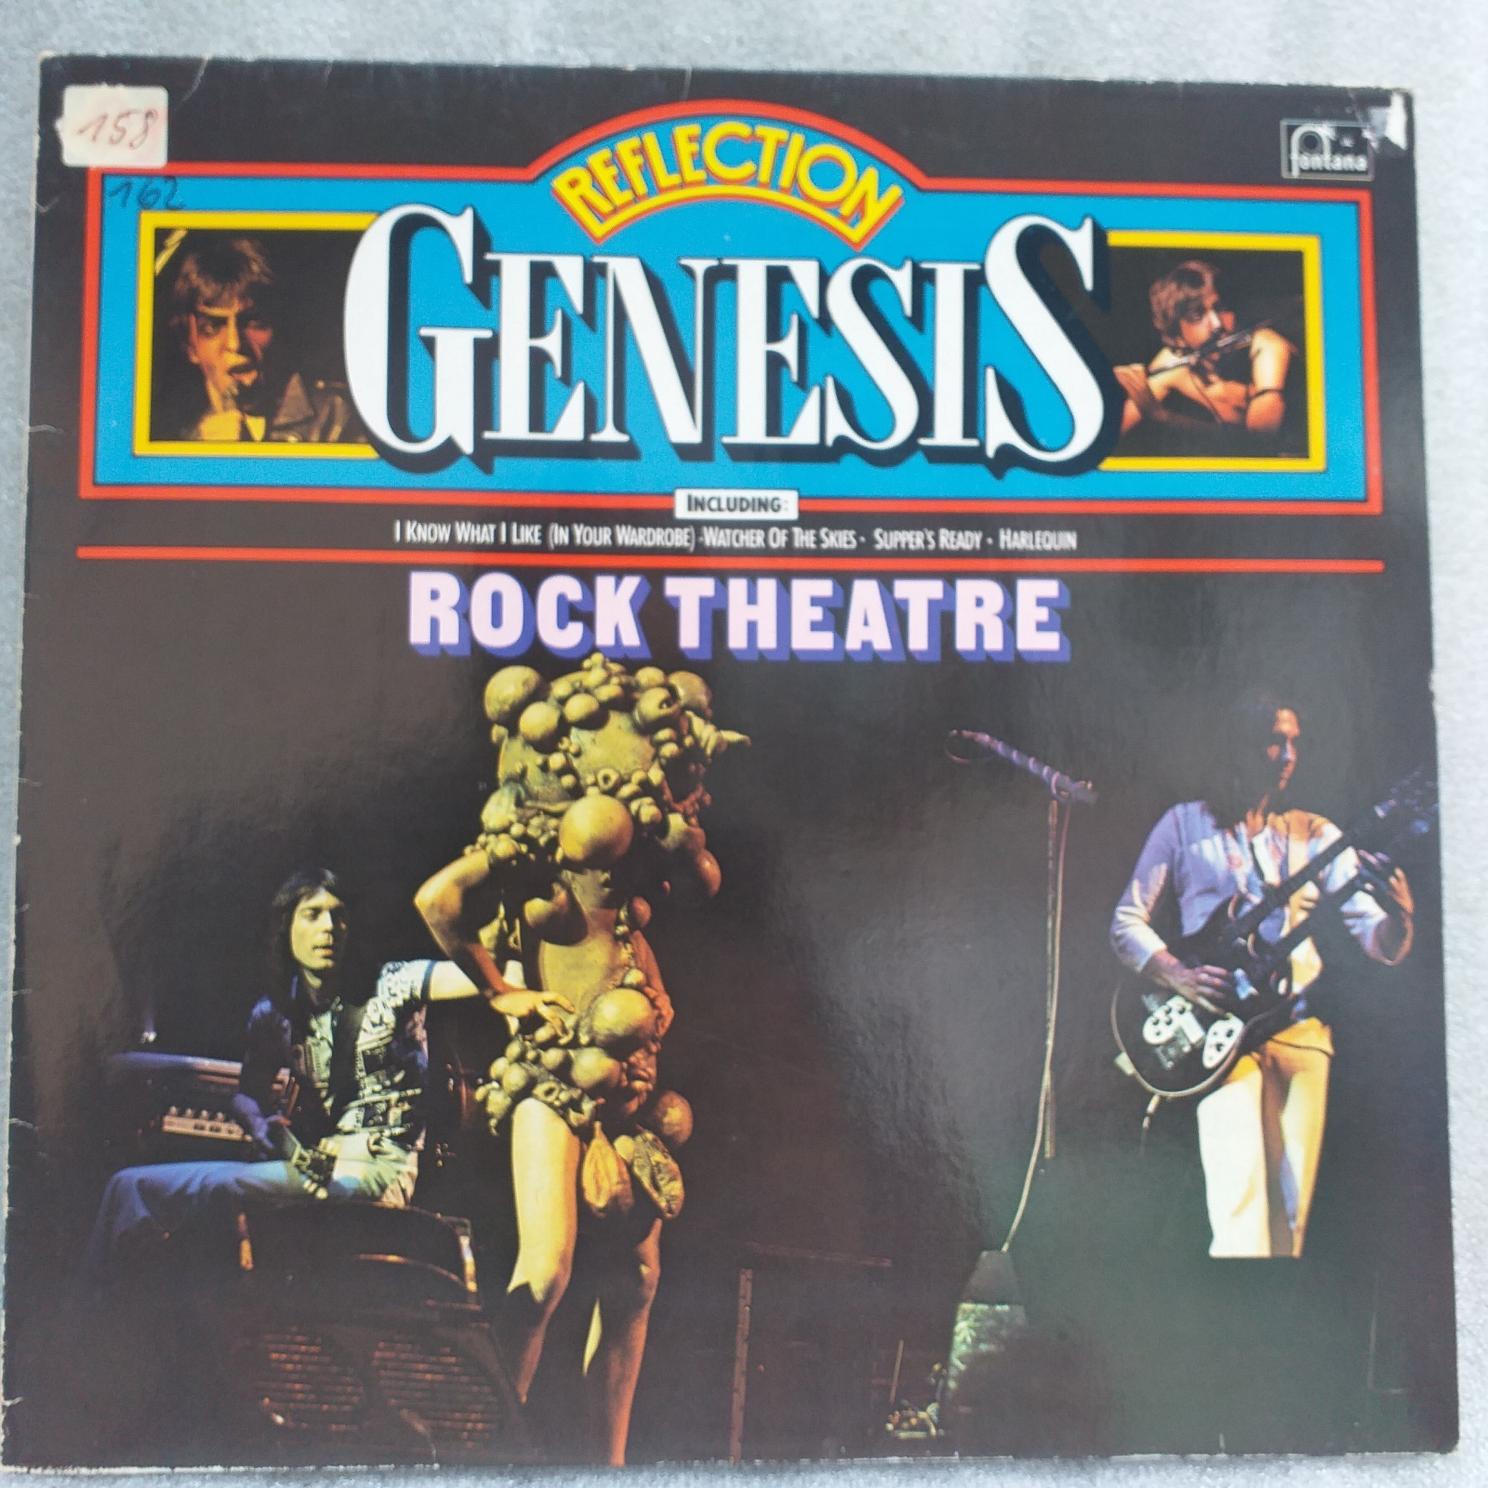 158
fontana
REFLECTION
162
GENESIS
INCLUDING:
I KNOW WHAT I LIKE (IN YOUR WARDROBE) - WATCHER OF THE SKIES - SUPPER'S READY - HARLEQUIN
ROCK THEATRE